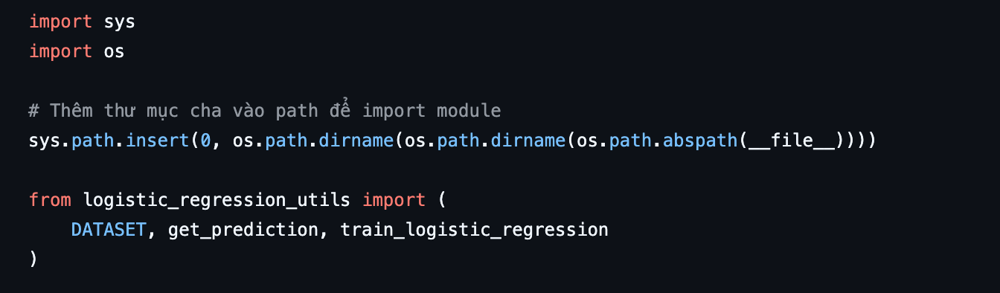 import sys
import os
# Thêm thư mục cha vào path để import module
sys.path.insert(0, os.path.dirname(os.path.dirname(os.path.abspath(__file__))))
from logistic_regression_utils import (
    DATASET, get_prediction, train_logistic_regression
)